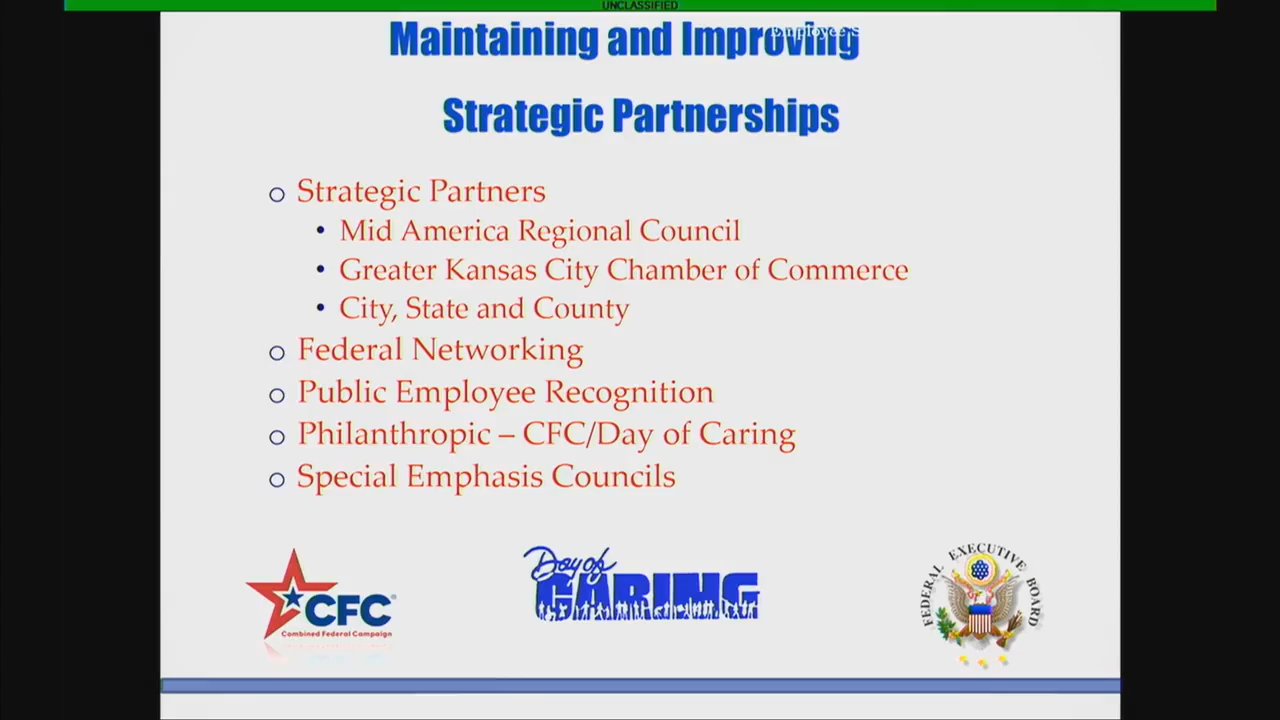 UNCLASSIFIED
Employee S
Maintaining and Improving
Strategic Partnerships
Strategic Partners
Mid America Regional Council
Greater Kansas City Chamber of Commerce
City, State and County
Federal Networking
Public Employee Recognition
Philanthropic – CFC/Day of Caring
Special Emphasis Councils
CFC®
Combined Federal Campaign
Day of
CARING
FEDERAL EXECUTIVE BOARD